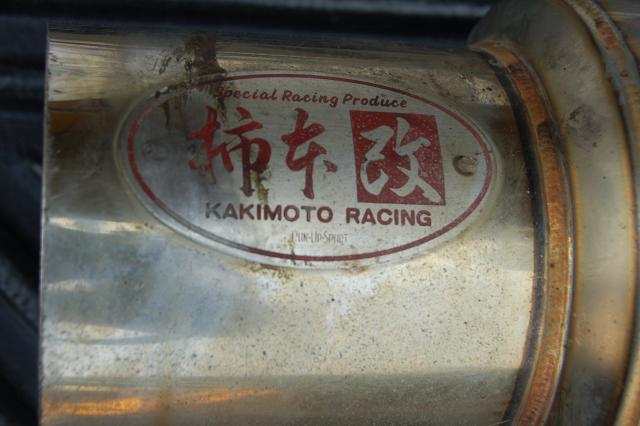 Special Racing Produce
柿本改
KAKIMOTO RACING